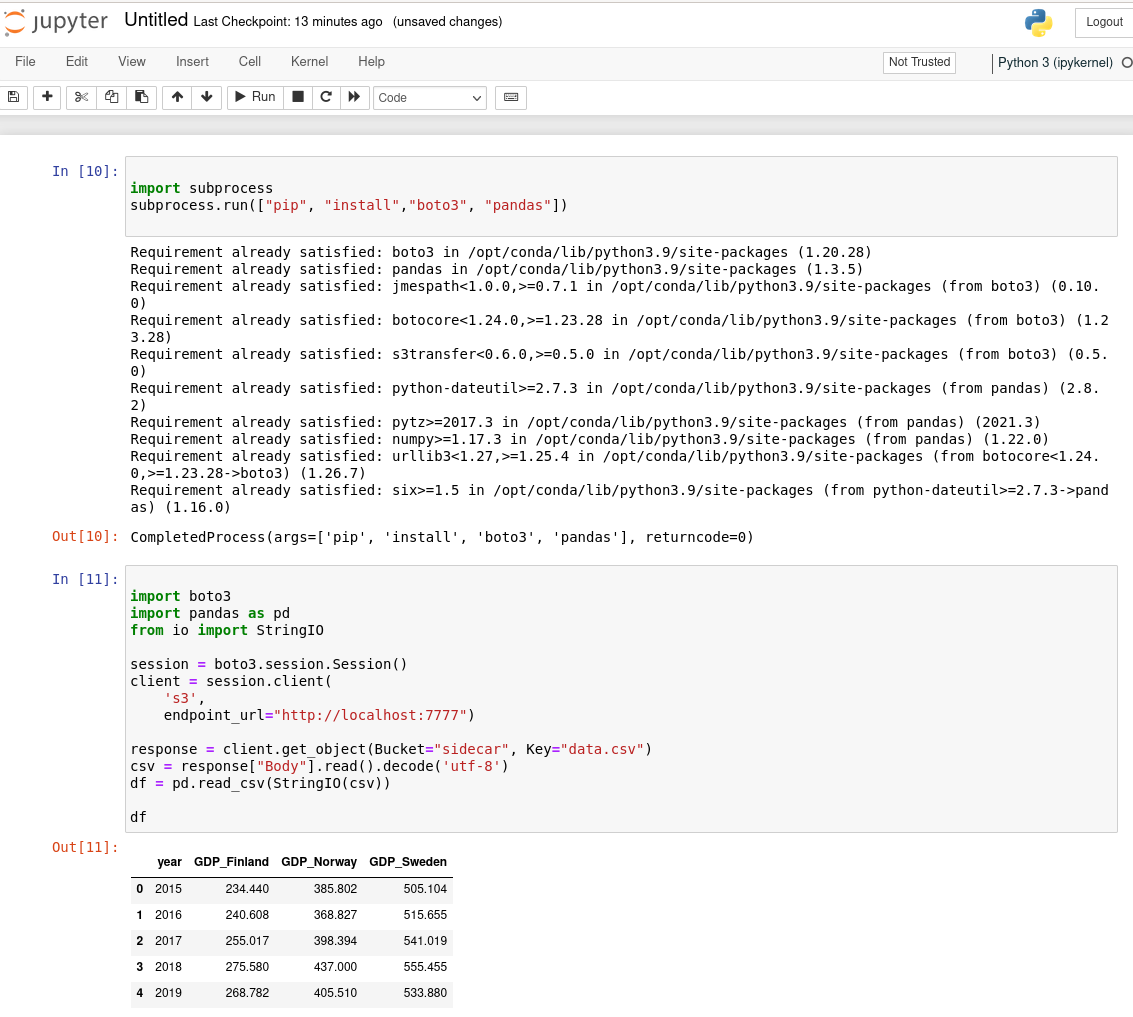 jupyter Untitled Last Checkpoint: 13 minutes ago (unsaved changes) Logout
File Edit View Insert Cell Kernel Help Not Trusted Python 3 (ipykernel)
Run Code
In [10]:
import subprocess
subprocess.run(["pip", "install","boto3", "pandas"])
Requirement already satisfied: boto3 in /opt/conda/lib/python3.9/site-packages (1.20.28)
Requirement already satisfied: pandas in /opt/conda/lib/python3.9/site-packages (1.3.5)
Requirement already satisfied: jmespath<1.0.0,>=0.7.1 in /opt/conda/lib/python3.9/site-packages (from boto3) (0.10.
0)
Requirement already satisfied: botocore<1.24.0,>=1.23.28 in /opt/conda/lib/python3.9/site-packages (from boto3) (1.2
3.28)
Requirement already satisfied: s3transfer<0.6.0,>=0.5.0 in /opt/conda/lib/python3.9/site-packages (from boto3) (0.5.
0)
Requirement already satisfied: python-dateutil>=2.7.3 in /opt/conda/lib/python3.9/site-packages (from pandas) (2.8.
2)
Requirement already satisfied: pytz>=2017.3 in /opt/conda/lib/python3.9/site-packages (from pandas) (2021.3)
Requirement already satisfied: numpy>=1.17.3 in /opt/conda/lib/python3.9/site-packages (from pandas) (1.22.0)
Requirement already satisfied: urllib3<1.27,>=1.25.4 in /opt/conda/lib/python3.9/site-packages (from botocore<1.24.
0,>=1.23.28->boto3) (1.26.7)
Requirement already satisfied: six>=1.5 in /opt/conda/lib/python3.9/site-packages (from python-dateutil>=2.7.3->pand
as) (1.16.0)
Out[10]: CompletedProcess(args=['pip', 'install', 'boto3', 'pandas'], returncode=0)
In [11]:
import boto3
import pandas as pd
from io import StringIO
session = boto3.session.Session()
client = session.client(
's3',
endpoint_url="http://localhost:7777")
response = client.get_object(Bucket="sidecar", Key="data.csv")
csv = response["Body"].read().decode('utf-8')
df = pd.read_csv(StringIO(csv))
df
Out[11]:
year GDP_Finland GDP_Norway GDP_Sweden
0 2015 234.440 385.802 505.104
1 2016 240.608 368.827 515.655
2 2017 255.017 398.394 541.019
3 2018 275.580 437.000 555.455
4 2019 268.782 405.510 533.880